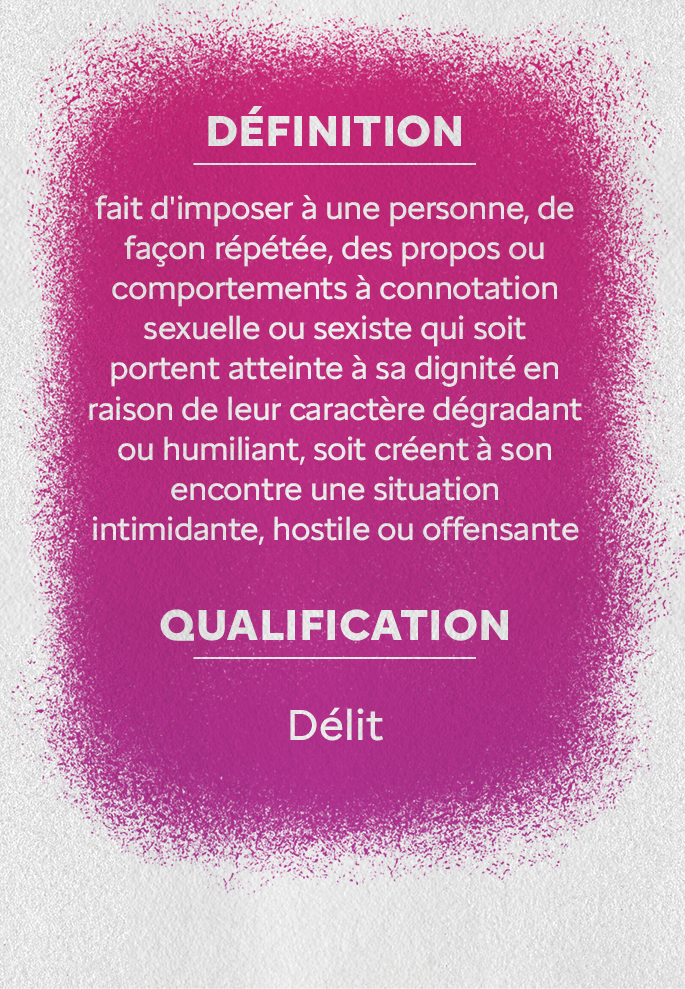 DÉFINITION
fait d'imposer à une personne, de
façon répétée, des propos ou
comportements à connotation
sexuelle ou sexiste qui soit
portent atteinte à sa dignité en
raison de leur caractère dégradant
ou humiliant, soit créent à son
encontre une situation
intimidante, hostile ou offensante
QUALIFICATION
Délit